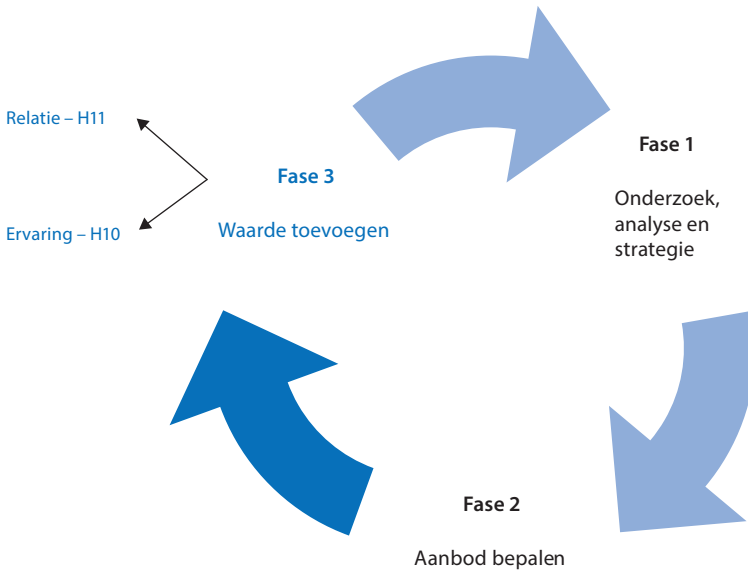 Relatie – H11
Ervaring – H10
Fase 3
Waarde toevoegen
Fase 1
Onderzoek,
analyse en
strategie
Fase 2
Aanbod bepalen